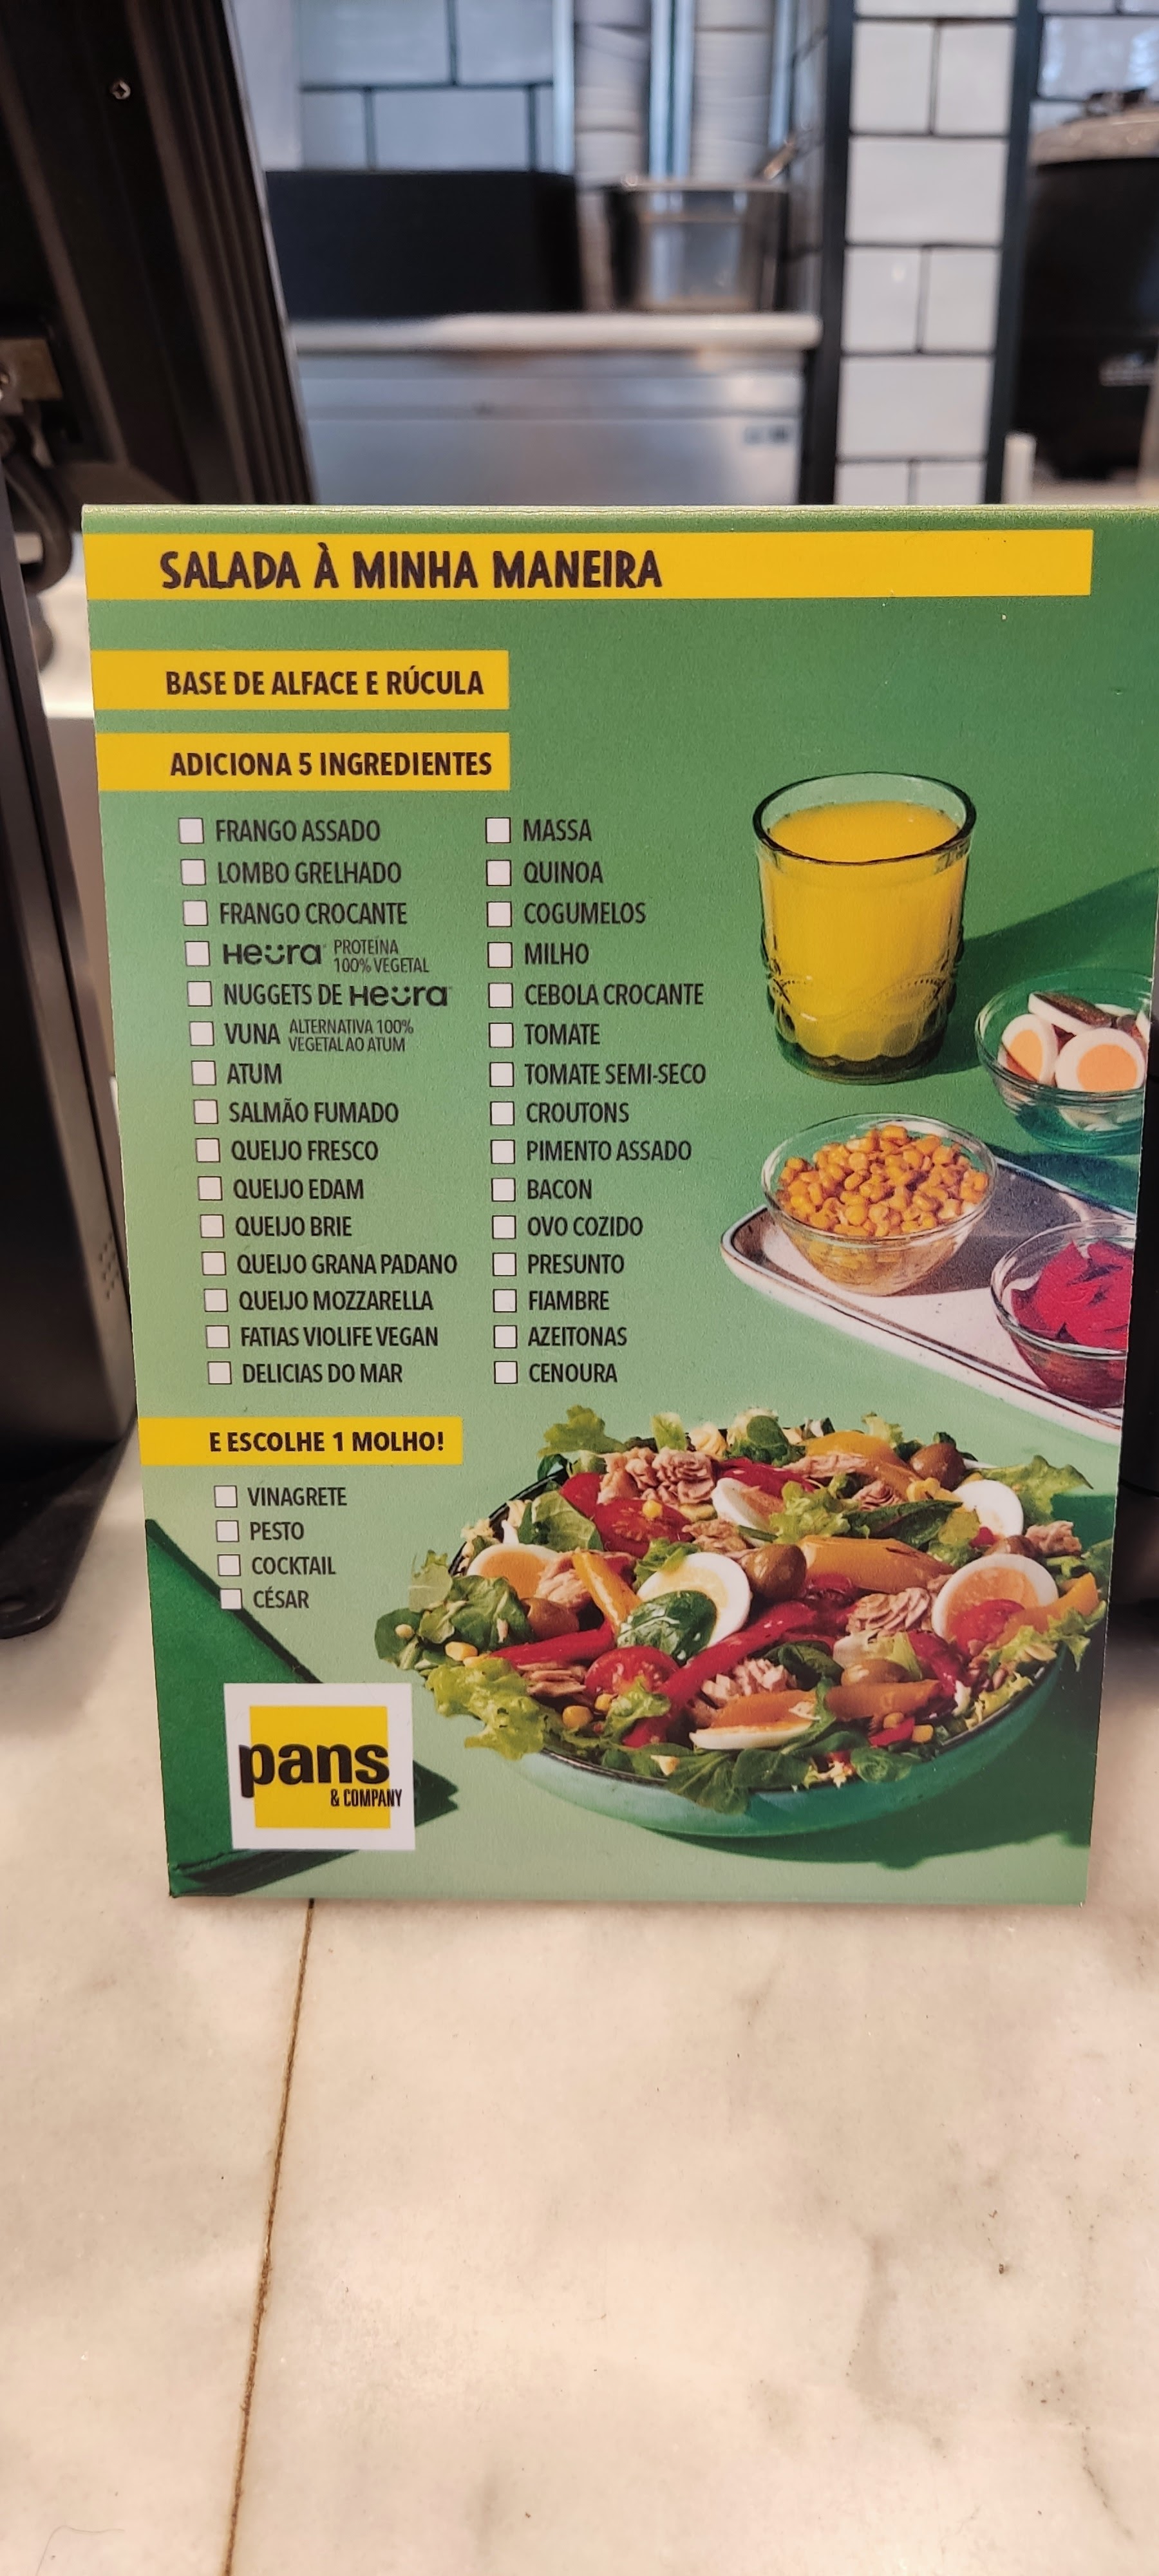 SALADA À MINHA MANEIRA
BASE DE ALFACE E RÚCULA
ADICIONA 5 INGREDIENTES
FRANGO ASSADO
LOMBO GRELHADO
FRANGO CROCANTE
Heüra PROTEÍNA
100% VEGETAL
NUGGETS DE Heüra
VUNA ALTERNATIVA 100%
VEGETAL AO ATUM
ATUM
SALMÃO FUMADO
QUEIJO FRESCO
QUEIJO EDAM
QUEIJO BRIE
QUEIJO GRANA PADANO
QUEIJO MOZZARELLA
FATIAS VIOLIFE VEGAN
DELICIAS DO MAR
MASSA
QUINOA
COGUMELOS
MILHO
CEBOLA CROCANTE
TOMATE
TOMATE SEMI-SECO
CROUTONS
PIMENTO ASSADO
BACON
OVO COZIDO
PRESUNTO
FIAMBRE
AZEITONAS
CENOURA
E ESCOLHE 1 MOLHO!
VINAGRETE
PESTO
COCKTAIL
CÉSAR
pans
& COMPANY